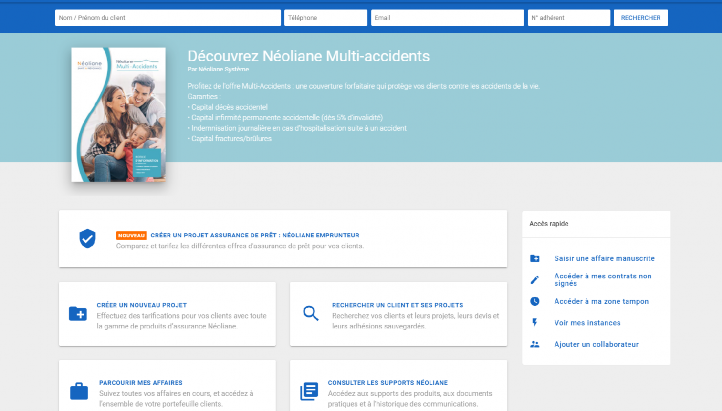 Nom / Prénom du client
Téléphone
Email
N° adhérent
RECHERCHER
Néoliane
Néoliane
Multi-Accidents
Découvrez Néoliane Multi-accidents
Par Néoliane Système
Profitez de l'offre Multi-Accidents : une couverture forfaitaire qui protège vos clients contre les accidents de la vie.
Garanties :
• Capital décès accidentel
• Capital infirmité permanente accidentelle (dès 5% d'invalidité)
• Indemnisation journalière en cas d'hospitalisation suite à un accident
• Capital fractures/brûlures
NOUVEAU CRÉER UN PROJET ASSURANCE DE PRÊT : NÉOLIANE EMPRUNTEUR
Comparez et tarifez les différentes offres d'assurance de prêt pour vos clients.
CRÉER UN NOUVEAU PROJET
Effectuez des tarifications pour vos clients avec toute
la gamme de produits d'assurance Néoliane.
RECHERCHER UN CLIENT ET SES PROJETS
Recherchez vos clients et leurs projets, leurs devis et
leurs adhésions sauvegardés.
PARCOURIR MES AFFAIRES
Suivez toutes vos affaires en cours, et accédez à
l'ensemble de votre portefeuille clients.
CONSULTER LES SUPPORTS NÉOLIANE
Accédez aux supports des produits, aux documents
pratiques et à l'historique des communications.
Accès rapide
Saisir une affaire manuscrite
Accéder à mes contrats non
signés
Accéder à ma zone tampon
Voir mes instances
Ajouter un collaborateur